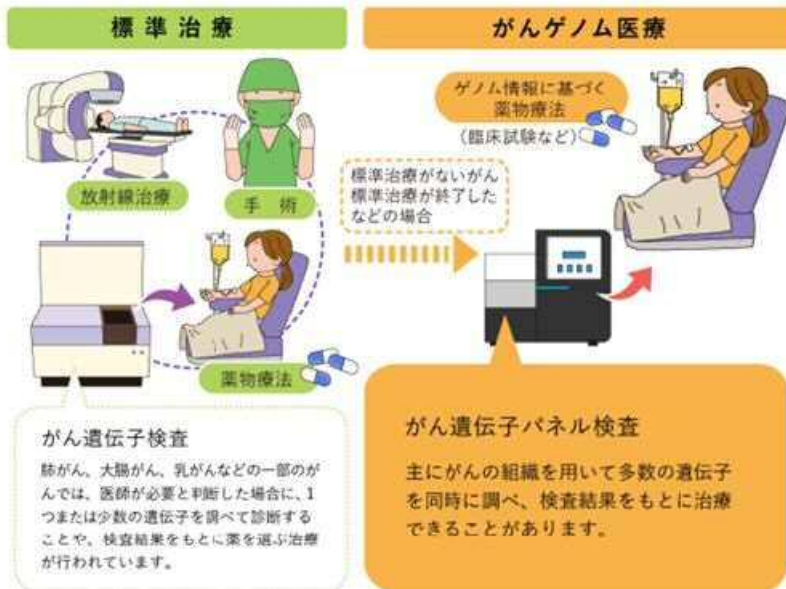 標準治療
がんゲノム医療
放射線治療
手術
薬物療法
ゲノム情報に基づく
薬物療法
(臨床試験など)
標準治療がないがん
標準治療が終了した
などの場合
がん遺伝子検査
肺がん、大腸がん、乳がんなどの一部のが
んでは、医師が必要と判断した場合に、1
つまたは少数の遺伝子を調べて診断する
ことや、検査結果をもとに薬を選ぶ治療
が行われています。
がん遺伝子パネル検査
主にがんの組織を用いて多数の遺伝子
を同時に調べ、検査結果をもとに治療
できることがあります。